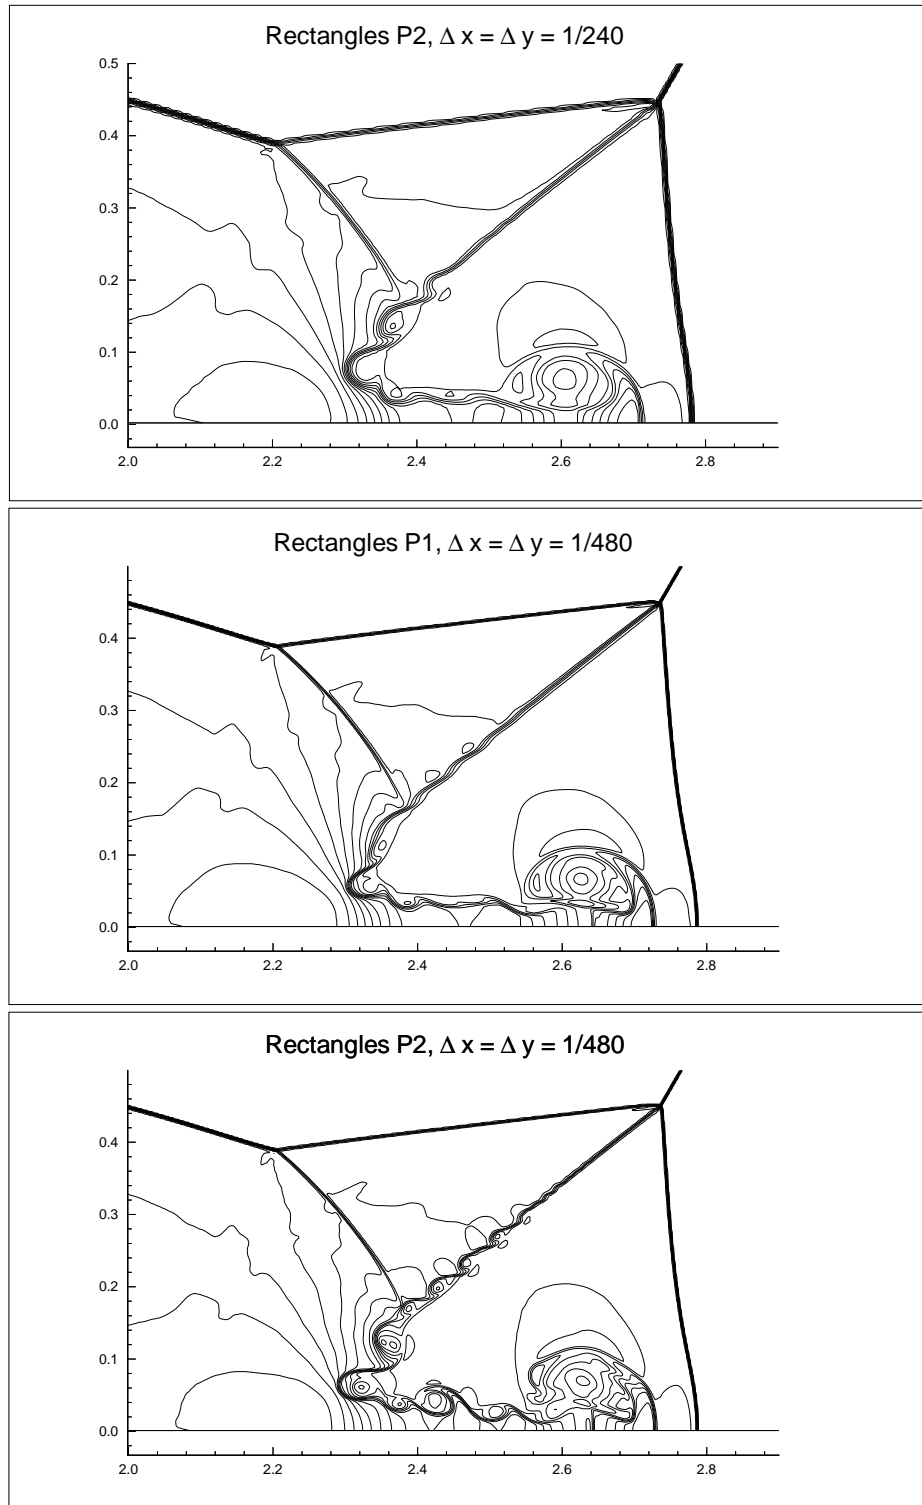 Rectangles P2, Δ x = Δ y = 1/240
0.5
0.4
0.3
0.2
0.1
0.0
2.0 2.2 2.4 2.6 2.8
Rectangles P1, Δ x = Δ y = 1/480
0.4
0.3
0.2
0.1
0.0
2.0 2.2 2.4 2.6 2.8
Rectangles P2, Δ x = Δ y = 1/480
0.4
0.3
0.2
0.1
0.0
2.0 2.2 2.4 2.6 2.8